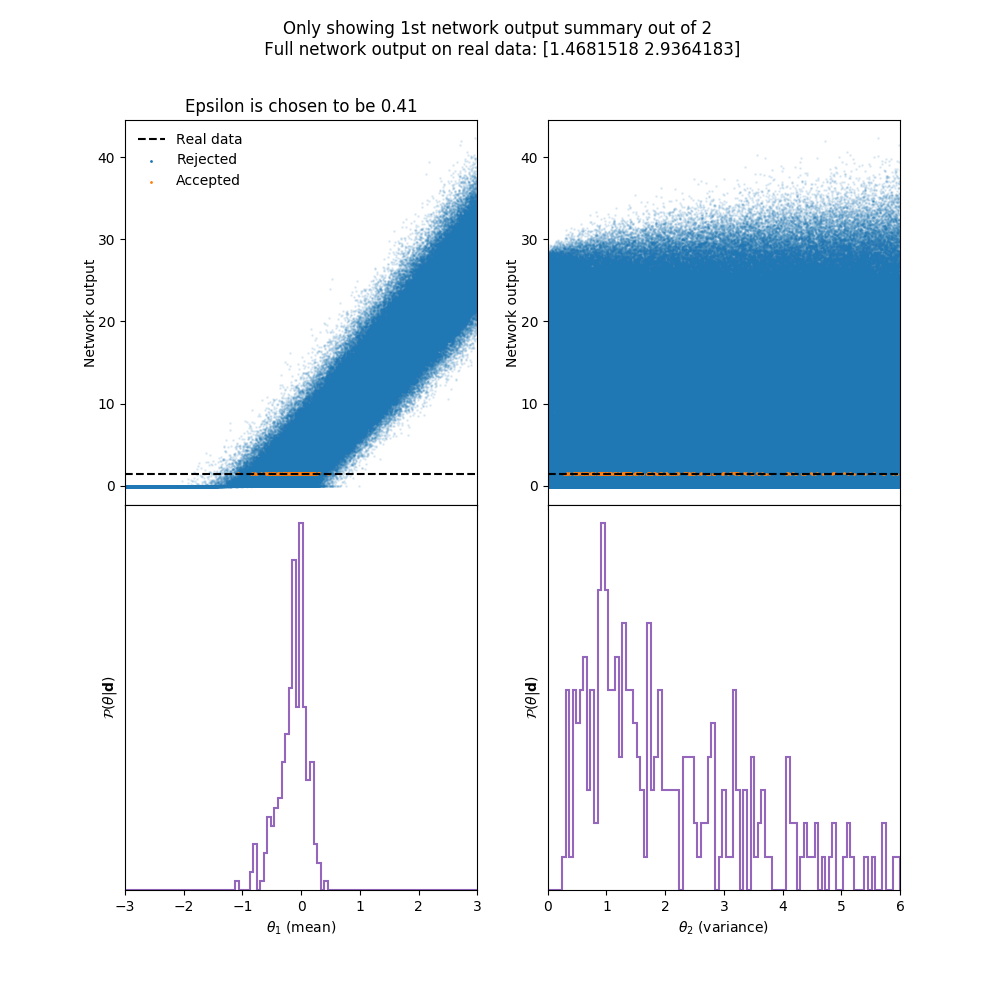 Only showing 1st network output summary out of 2
Full network output on real data: [1.4681518 2.9364183]
Epsilon is chosen to be 0.41
Real data
Rejected
Accepted
Network output
40
30
20
10
0
Network output
40
30
20
10
0
𝒫(θ|𝐝)
−3 −2 −1 0 1 2 3
θ₁ (mean)
𝒫(θ|𝐝)
0 1 2 3 4 5 6
θ₂ (variance)